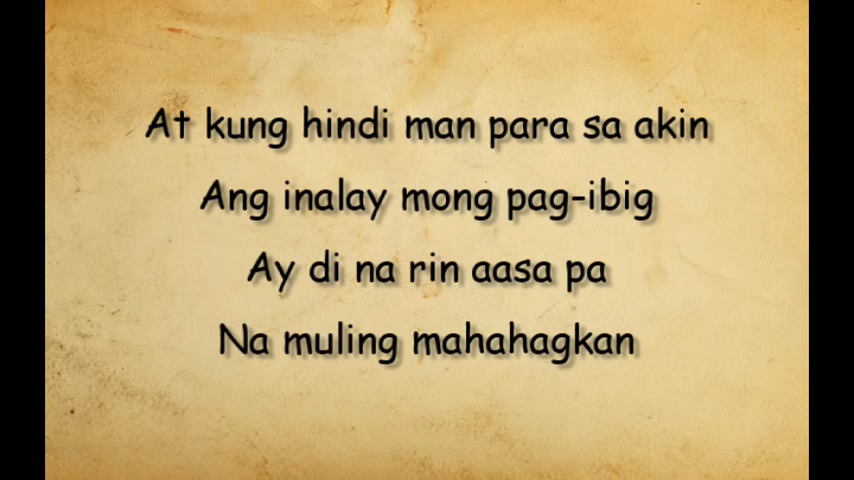 At kung hindi man para sa akin
Ang inalay mong pag-ibig
Ay di na rin aasa pa
Na muling mahahagkan